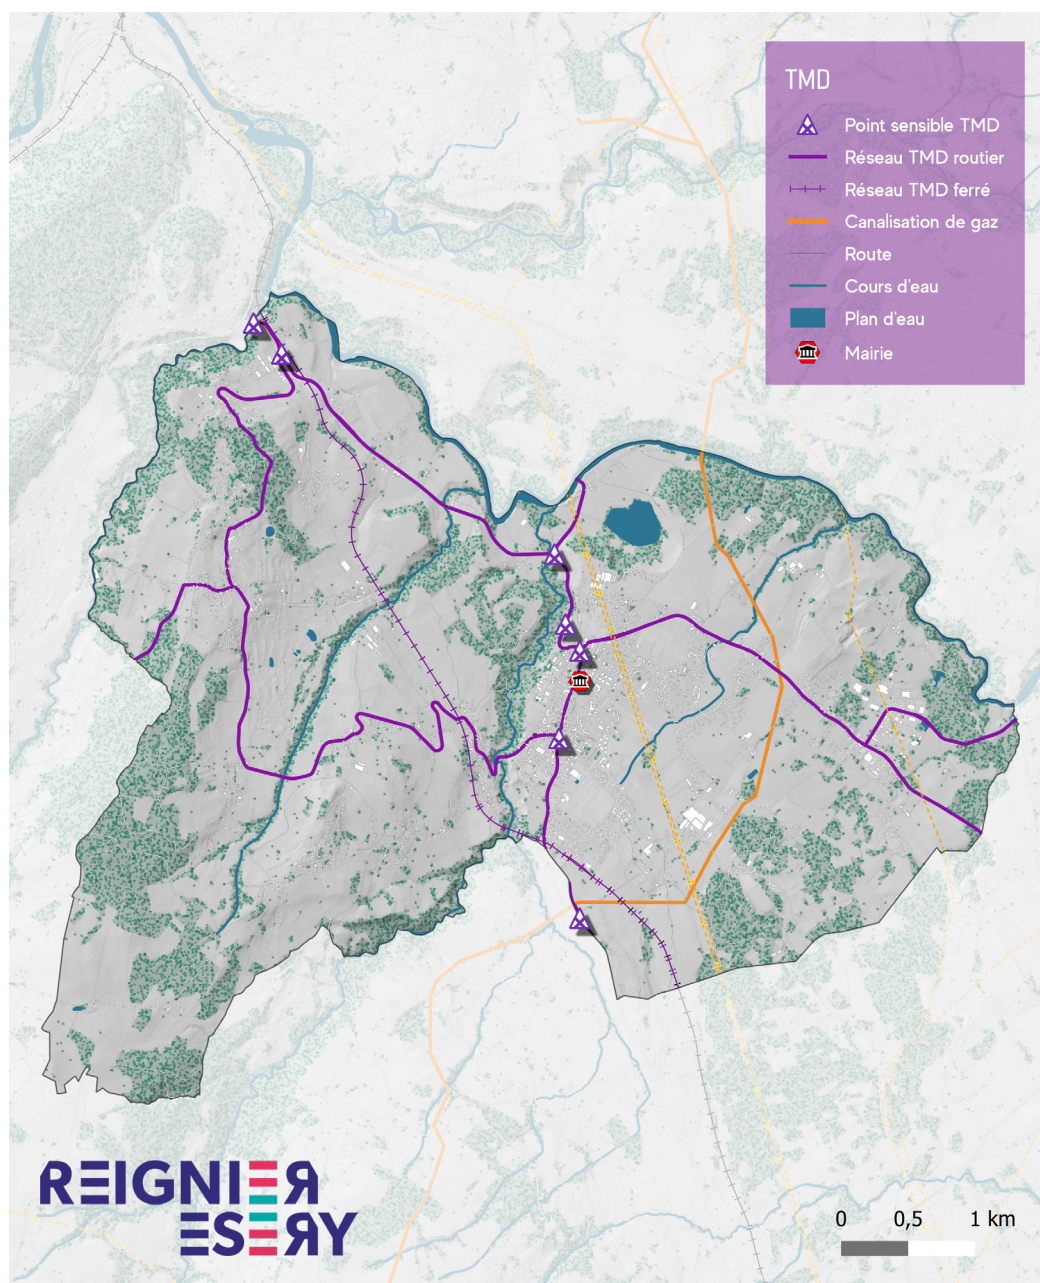 TMD
Point sensible TMD
Réseau TMD routier
Réseau TMD ferré
Canalisation de gaz
Route
Cours d'eau
Plan d'eau
Mairie
REIGNIER
ESERY
0 0,5 1 km